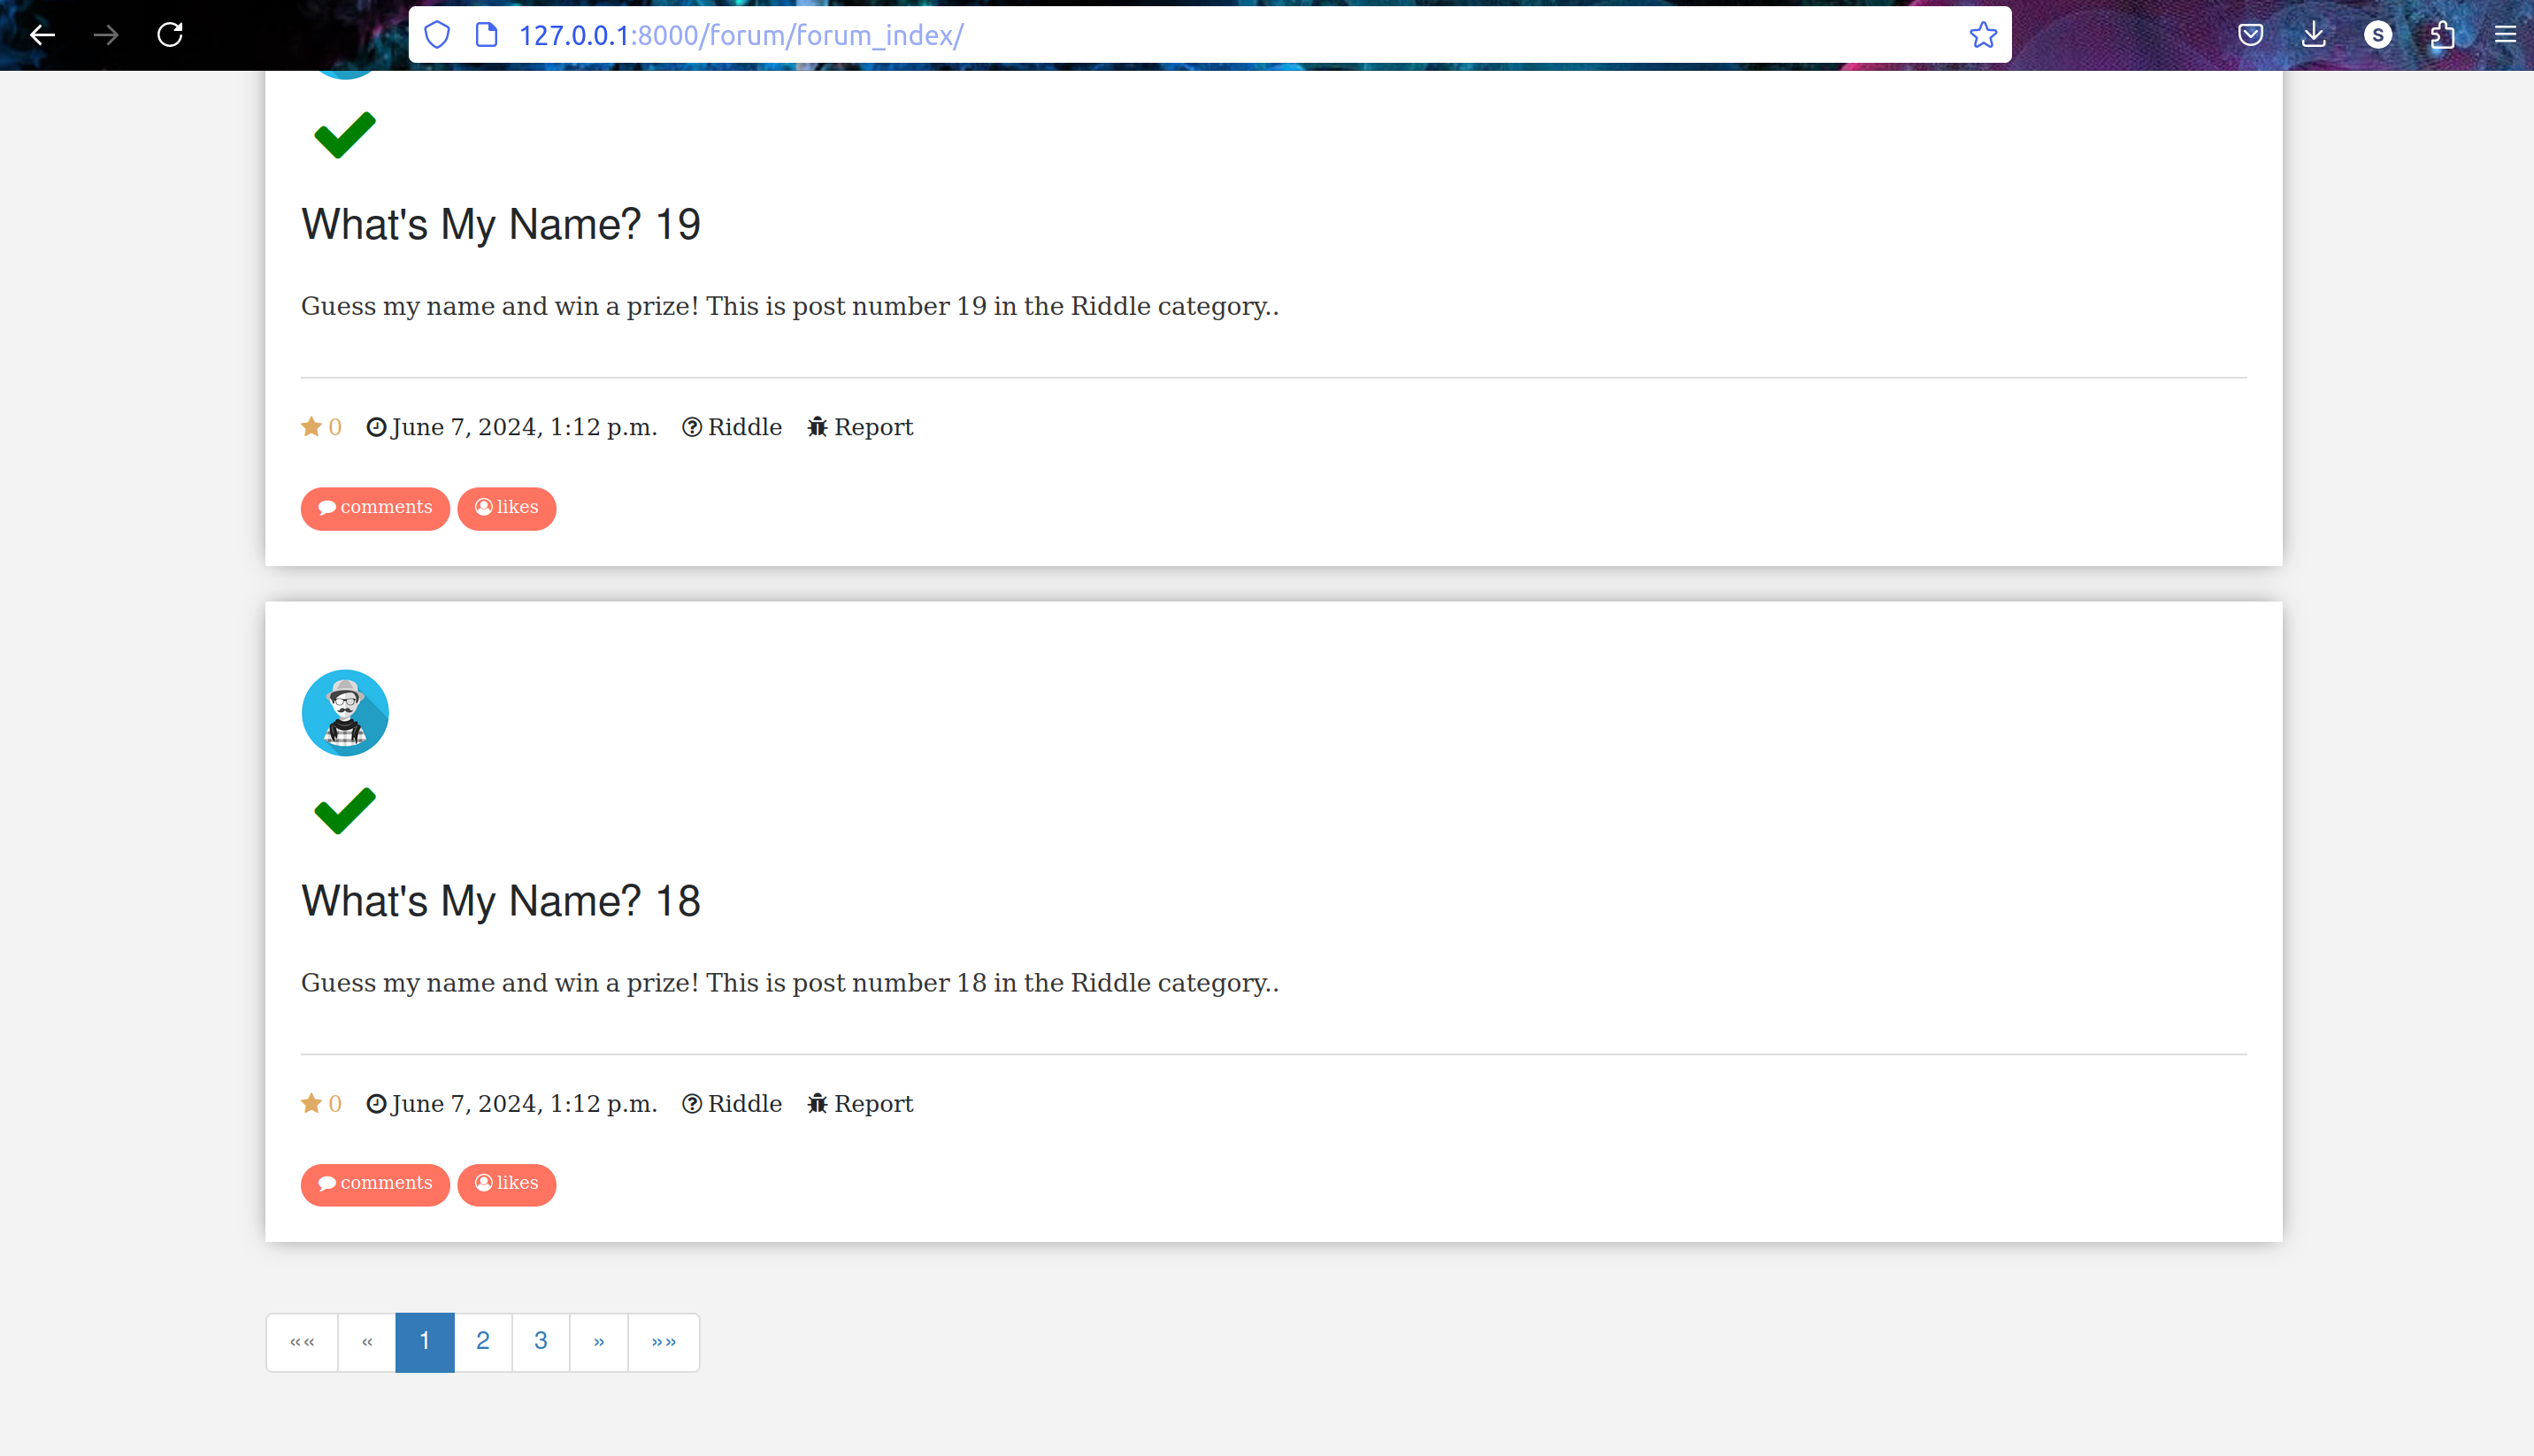 127.0.0.1:8000/forum/forum_index/
S
What's My Name? 19
Guess my name and win a prize! This is post number 19 in the Riddle category..
0 June 7, 2024, 1:12 p.m. Riddle Report
comments likes
What's My Name? 18
Guess my name and win a prize! This is post number 18 in the Riddle category..
0 June 7, 2024, 1:12 p.m. Riddle Report
comments likes
«« « 1 2 3 » »»